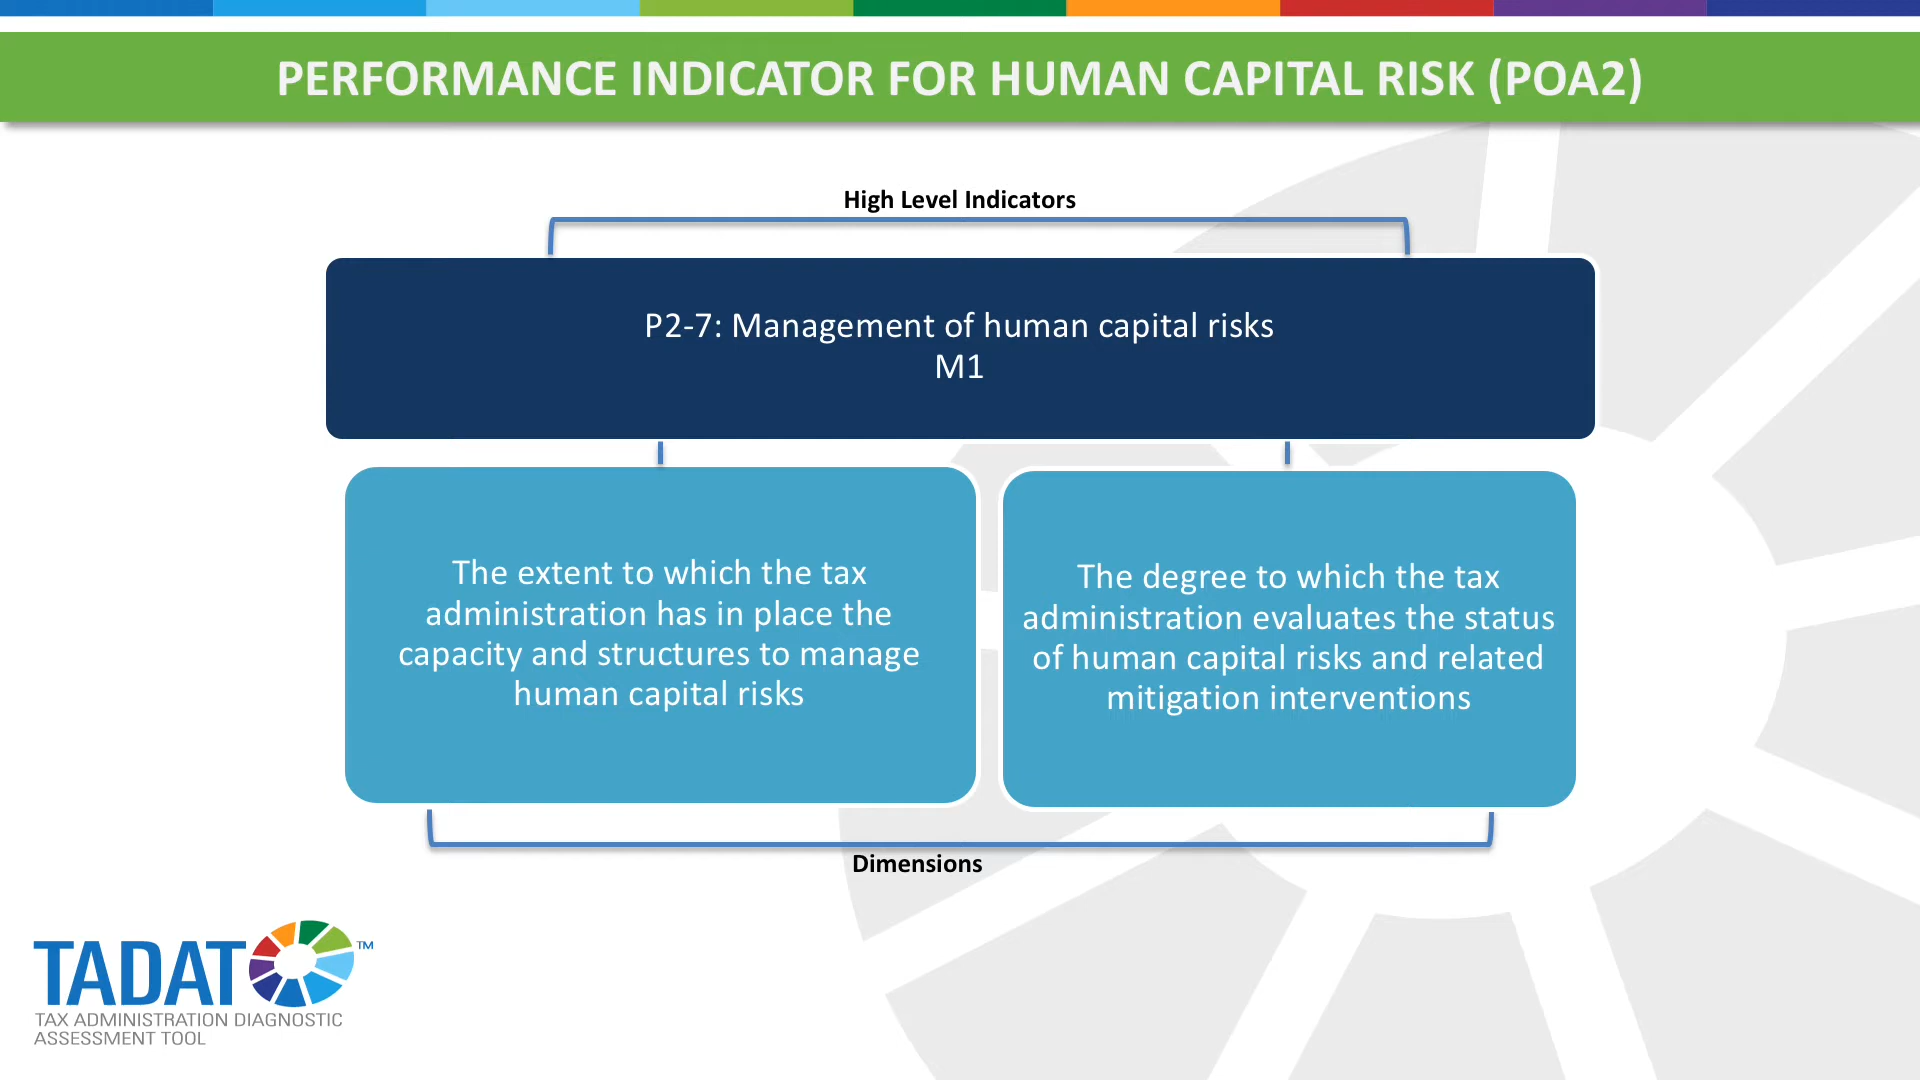 PERFORMANCE INDICATOR FOR HUMAN CAPITAL RISK (POA2)
High Level Indicators
P2-7: Management of human capital risks
M1
The extent to which the tax
administration has in place the
capacity and structures to manage
human capital risks
The degree to which the tax
administration evaluates the status
of human capital risks and related
mitigation interventions
Dimensions
TADAT TM
TAX ADMINISTRATION DIAGNOSTIC
ASSESSMENT TOOL